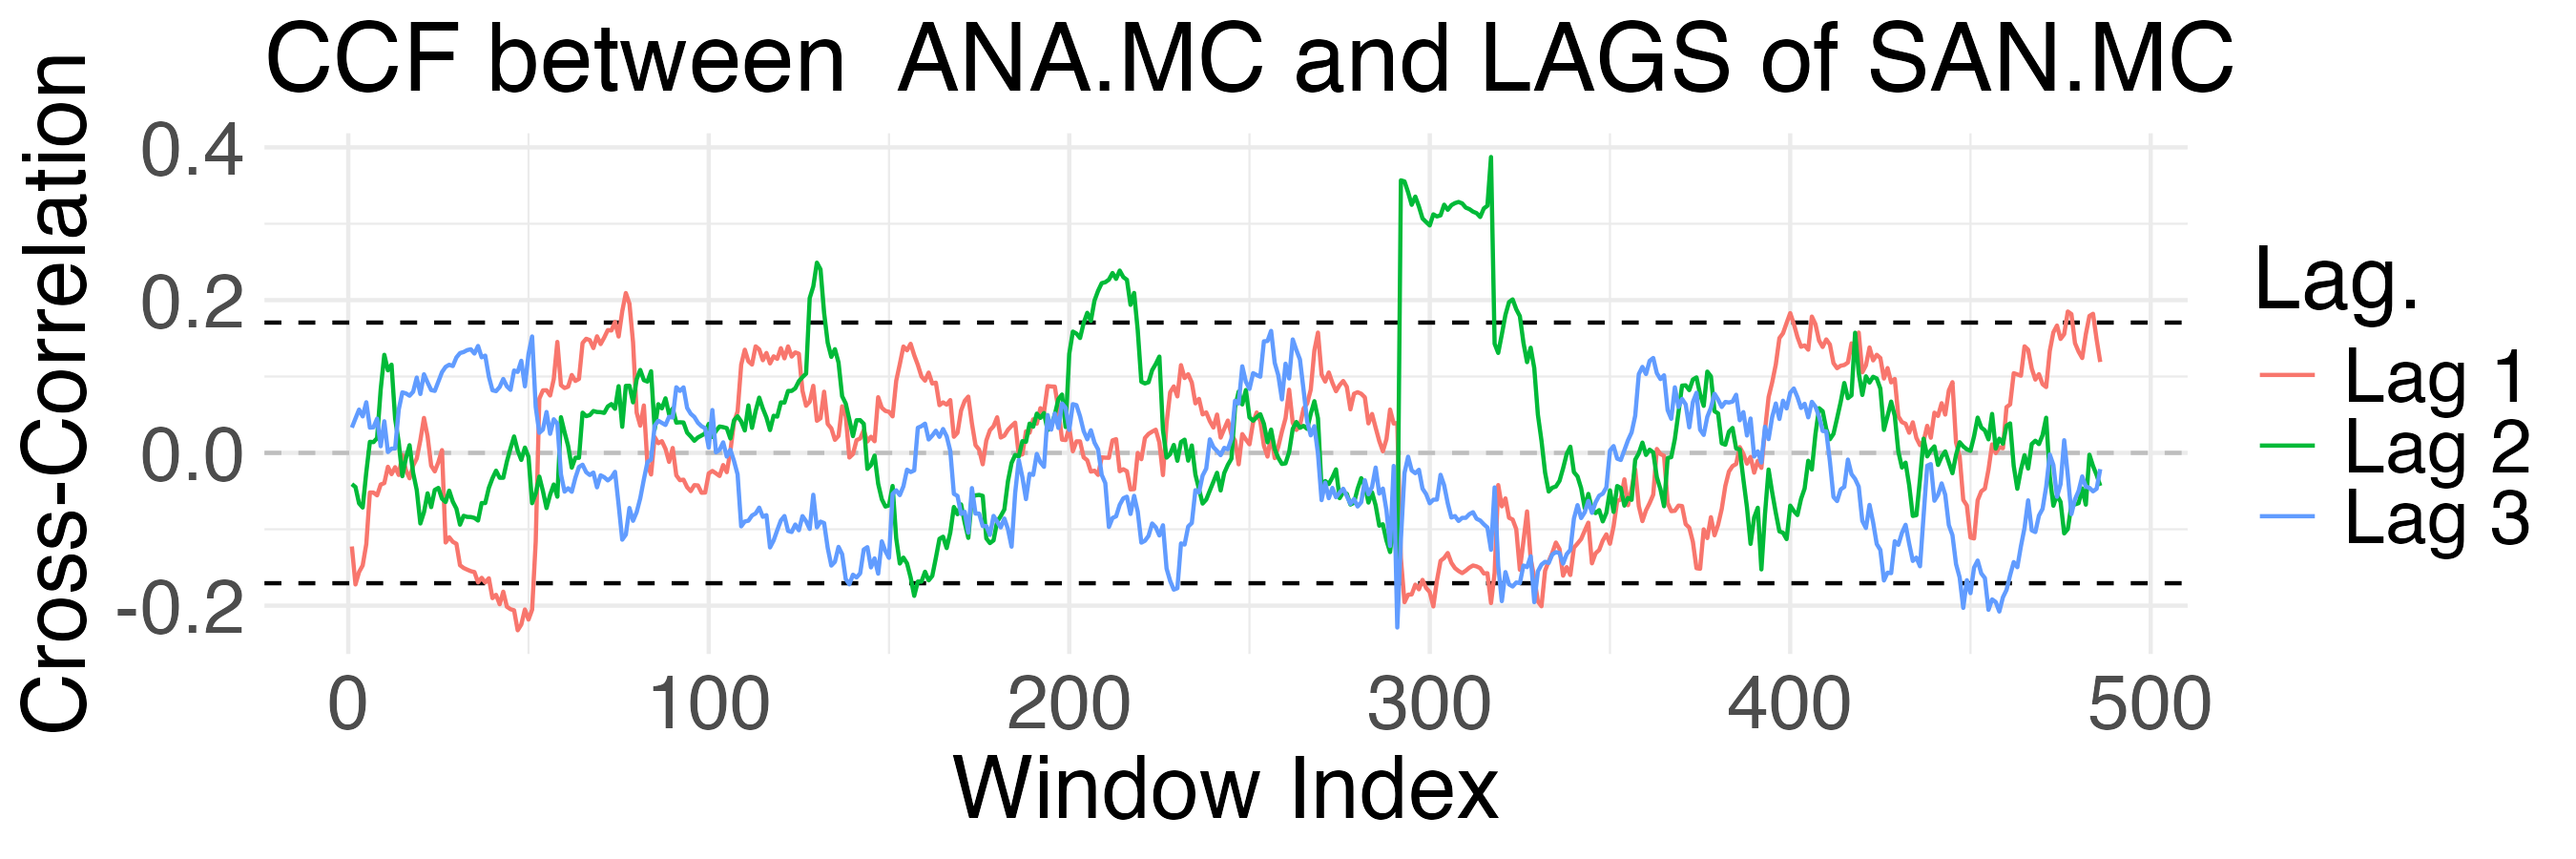 CCF between  ANA.MC and LAGS of SAN.MC
Cross-Correlation
0.4
0.2
0.0
-0.2
0 100 200 300 400 500
Window Index
Lag.
Lag 1
Lag 2
Lag 3